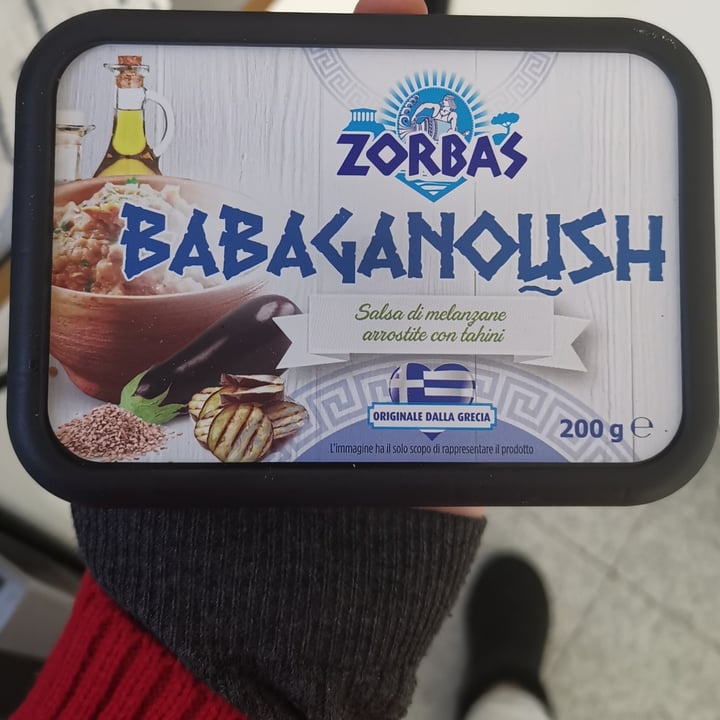 ZORBAS
BABAGANOUSH
Salsa di melanzane
arrostite con tahini
ORIGINALE DALLA GRECIA
200 g ℮
L'immagine ha il solo scopo di rappresentare il prodotto